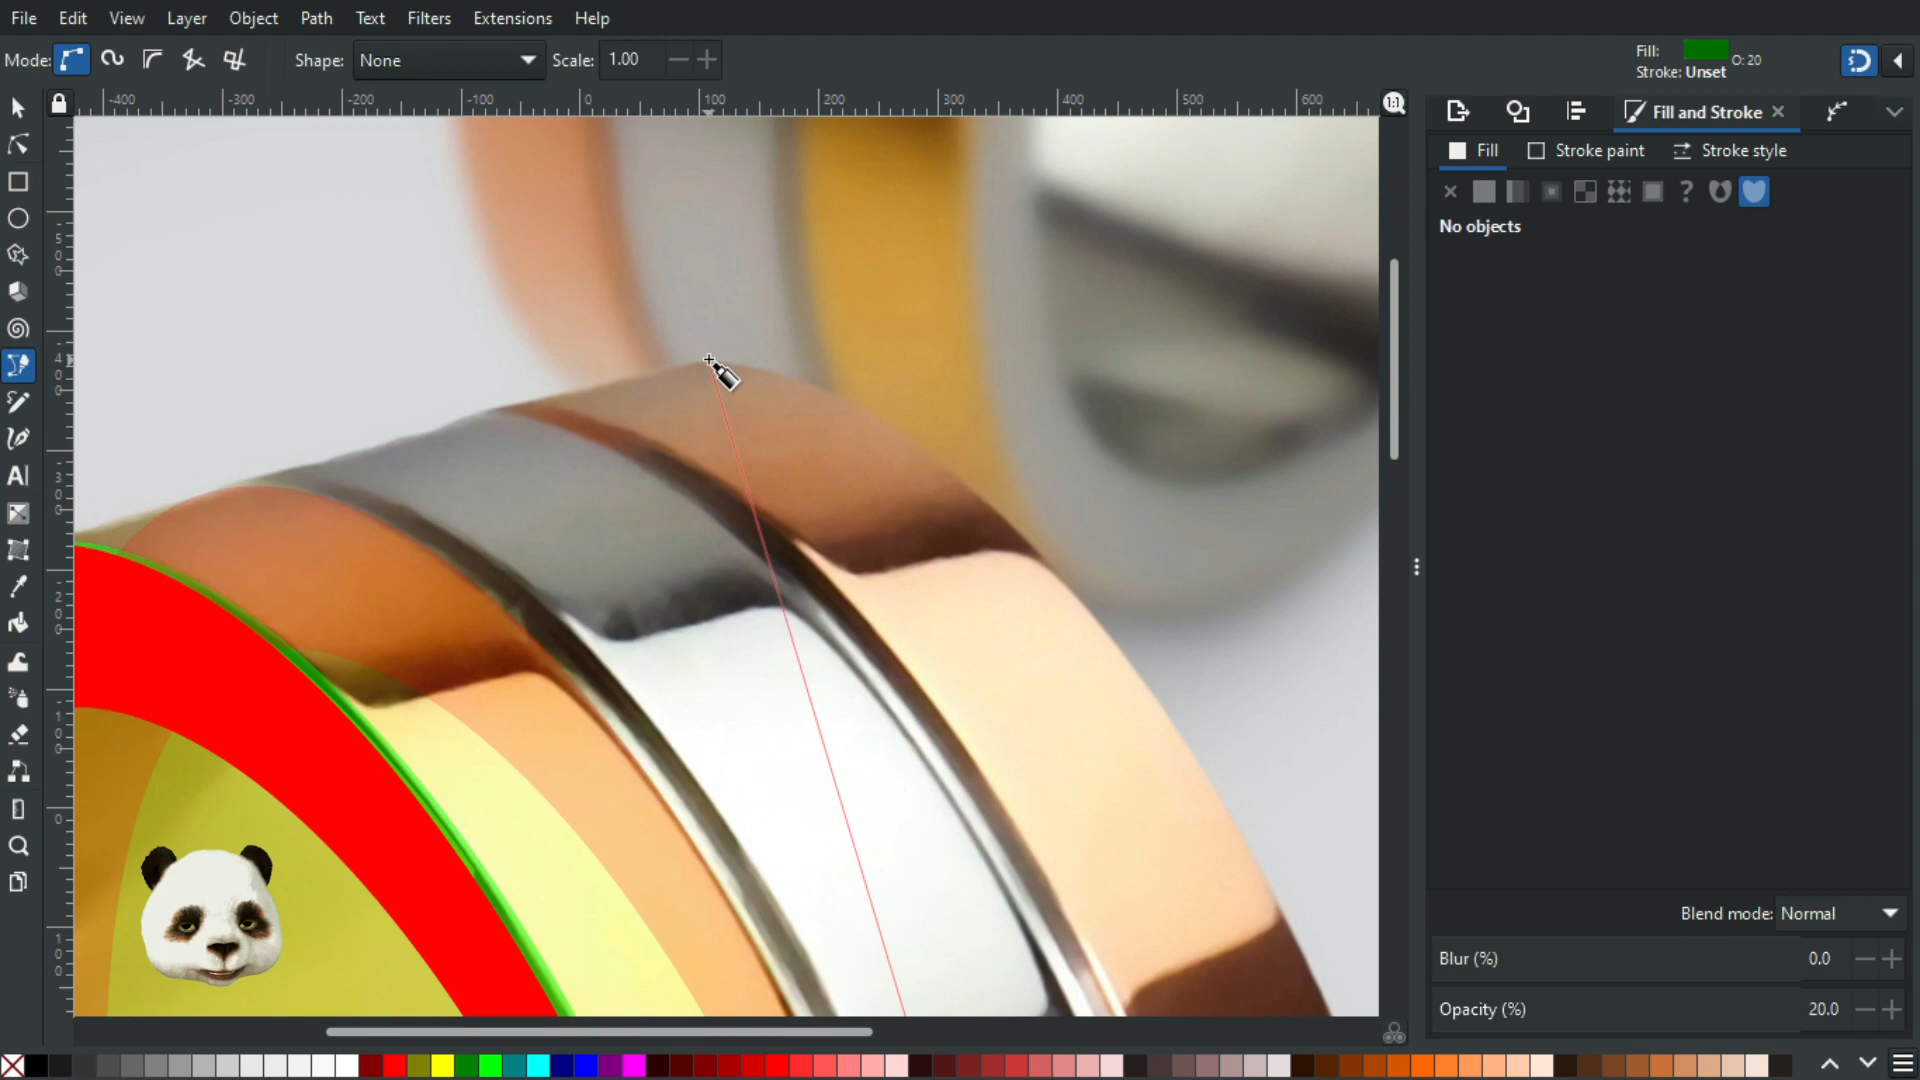 File Edit View Layer Object Path Text Filters Extensions Help
Mode: Shape: None Scale: 1.00 Fill: O: 20
Stroke: Unset
-400 -300 -200 -100 0 100 200 300 400 500 600
1:1
Fill and Stroke
Fill Stroke paint Stroke style
No objects
Blend mode: Normal
Blur (%) 0.0
Opacity (%) 20.0